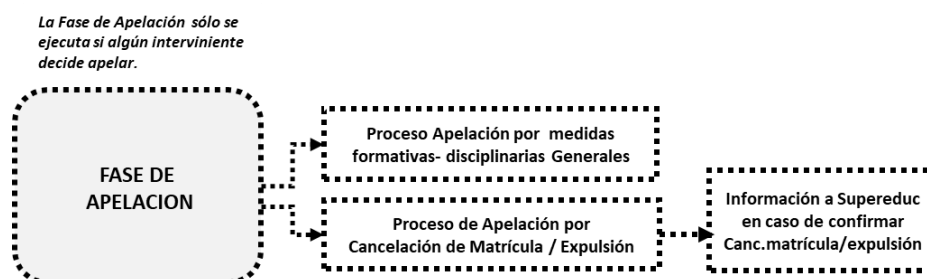 La Fase de Apelación sólo se
ejecuta si algún interviniente
decide apelar.
FASE DE
APELACION
Proceso Apelación por medidas
formativas- disciplinarias Generales
Proceso de Apelación por
Cancelación de Matrícula / Expulsión
Información a Supereduc
en caso de confirmar
Canc.matrícula/expulsión